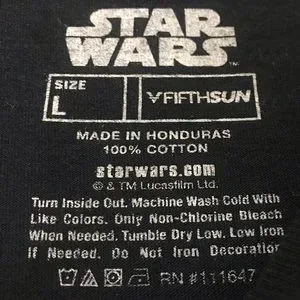 STAR
WARS™
SIZE
L
FIFTHSUN
MADE IN HONDURAS
100% COTTON
starwars.com
© & TM Lucasfilm Ltd.
Turn Inside Out. Machine Wash Cold With
Like Colors. Only Non-Chlorine Bleach
When Needed. Tumble Dry Low. Low Iron
if Needed. Do Not Iron Decoration
RN #111647